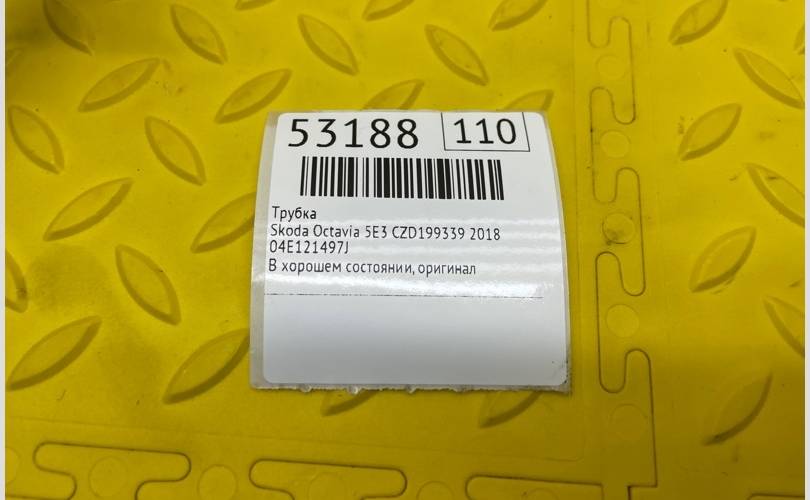 53188 110
Трубка
Skoda Octavia 5E3 CZD199339 2018
04E121497J
В хорошем состоянии, оригинал